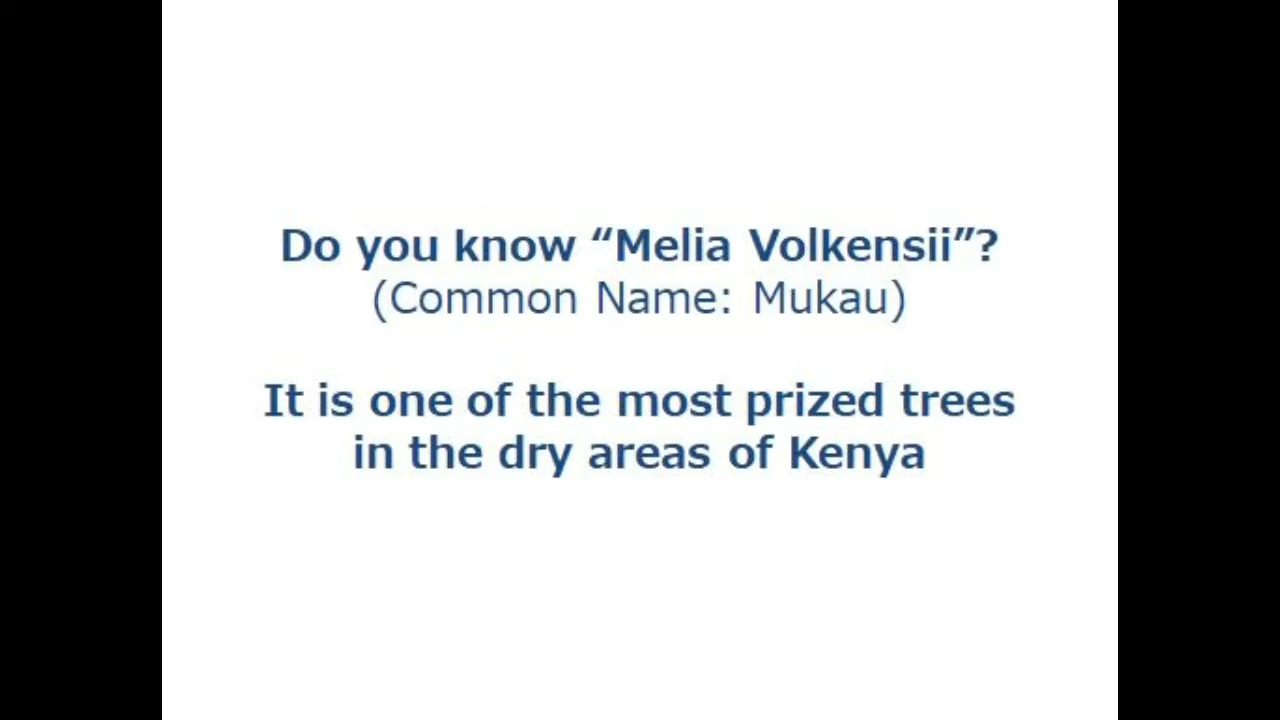 Do you know “Melia Volkensii”?
(Common Name: Mukau)
It is one of the most prized trees
in the dry areas of Kenya